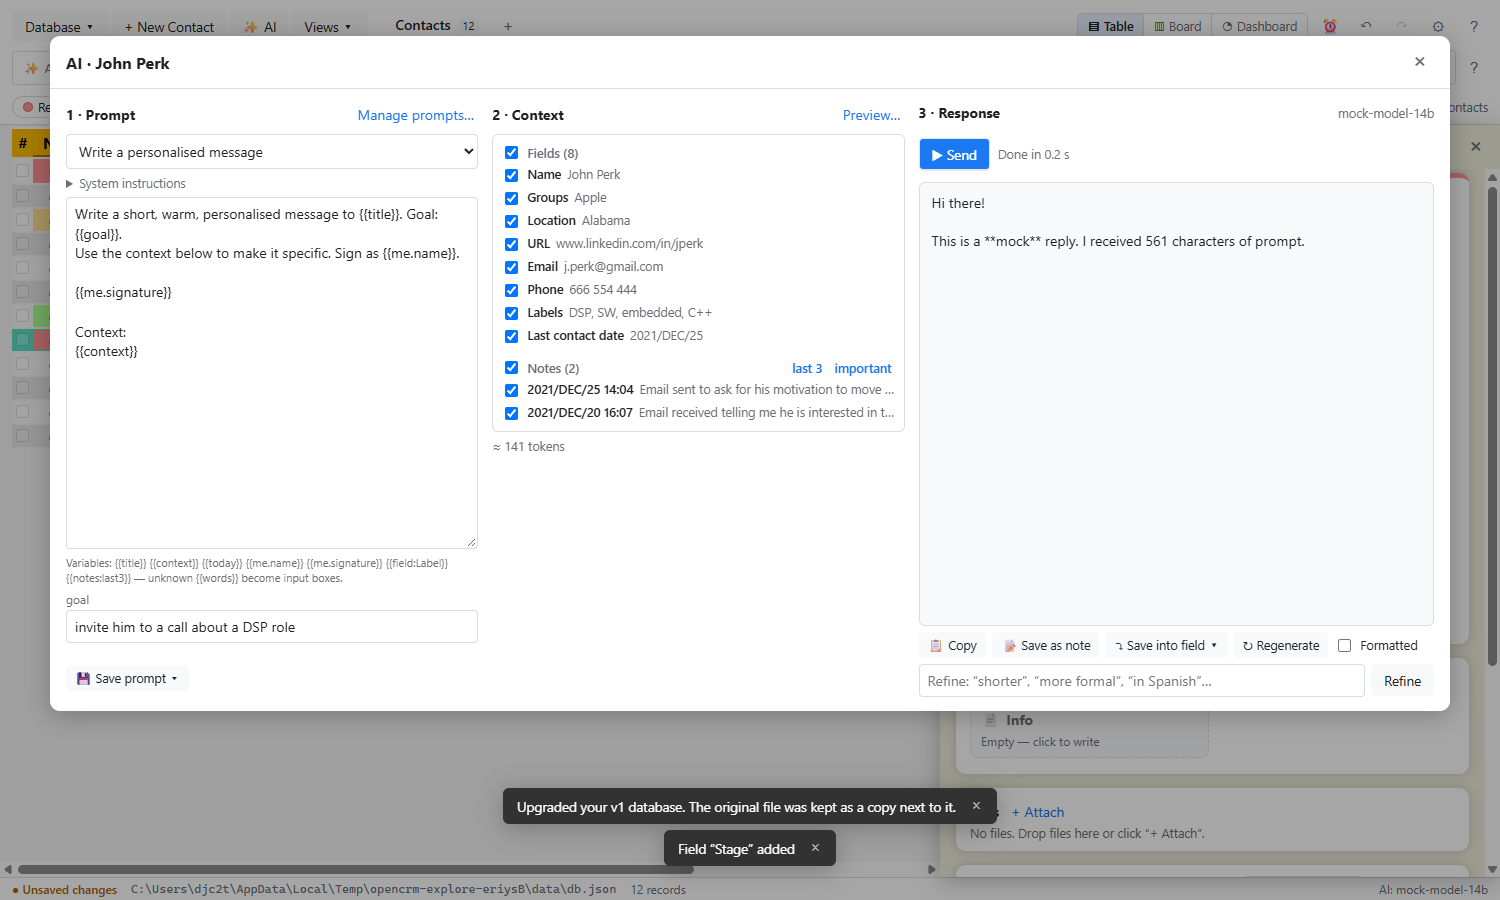 Database ▾
+ New Contact
✨ AI
Views ▾
Contacts 12 +
Table
Board
Dashboard
?
?
AI · John Perk
×
1 · Prompt
Manage prompts...
Write a personalised message
▶ System instructions
Write a short, warm, personalised message to {{title}}. Goal:
{{goal}}.
Use the context below to make it specific. Sign as {{me.name}}.
{{me.signature}}
Context:
{{context}}
Variables: {{title}} {{context}} {{today}} {{me.name}} {{me.signature}} {{field:Label}}
{{notes:last3}} — unknown {{words}} become input boxes.
goal
invite him to a call about a DSP role
Save prompt ▾
2 · Context
Preview...
Fields (8)
Name John Perk
Groups Apple
Location Alabama
URL www.linkedin.com/in/jperk
Email j.perk@gmail.com
Phone 666 554 444
Labels DSP, SW, embedded, C++
Last contact date 2021/DEC/25
Notes (2) last 3 important
2021/DEC/25 14:04 Email sent to ask for his motivation to move ...
2021/DEC/20 16:07 Email received telling me he is interested in t...
≈ 141 tokens
3 · Response
mock-model-14b
▶ Send
Done in 0.2 s
Hi there!
This is a **mock** reply. I received 561 characters of prompt.
Copy
Save as note
Save into field ▾
↻ Regenerate
Formatted
Refine: “shorter”, “more formal”, “in Spanish”...
Refine
#
Info
Empty — click to write
+ Attach
No files. Drop files here or click “+ Attach”.
Upgraded your v1 database. The original file was kept as a copy next to it. ×
Field “Stage” added ×
● Unsaved changes
C:\Users\djc2t\AppData\Local\Temp\opencrm-explore-eriysB\data\db.json
12 records
AI: mock-model-14b